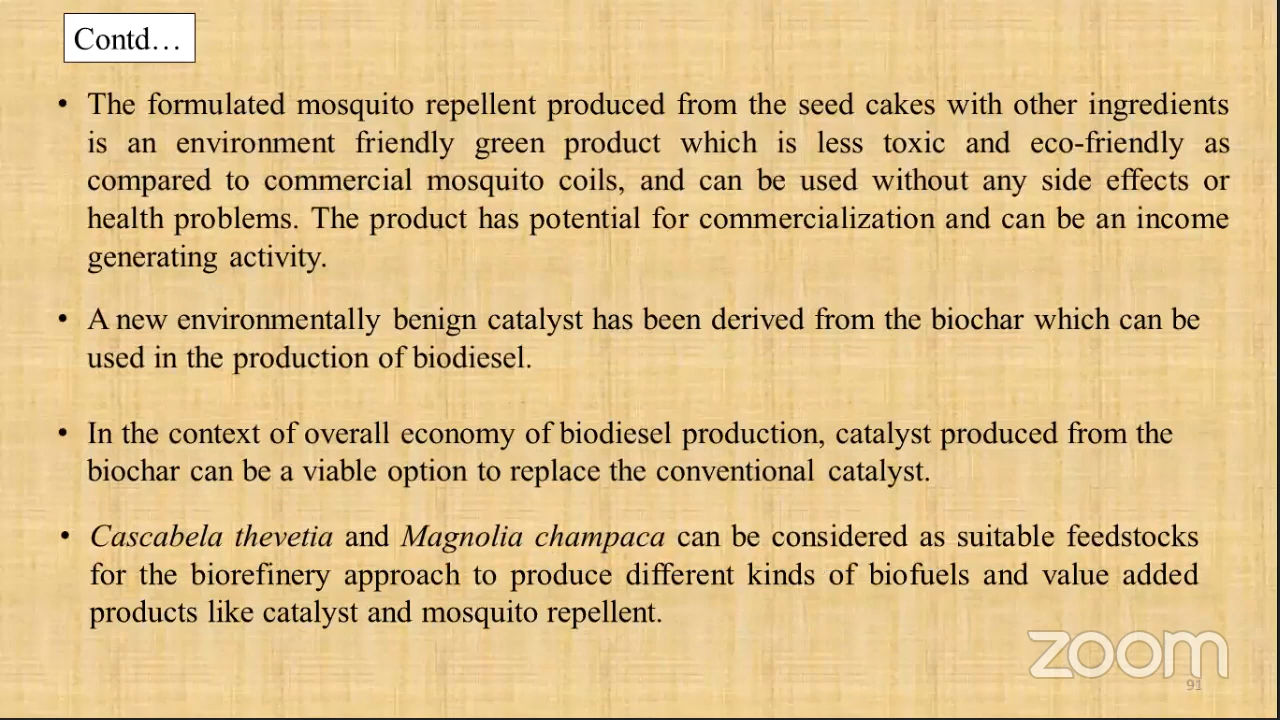 Contd…
• The formulated mosquito repellent produced from the seed cakes with other ingredients
is an environment friendly green product which is less toxic and eco-friendly as
compared to commercial mosquito coils, and can be used without any side effects or
health problems. The product has potential for commercialization and can be an income
generating activity.
• A new environmentally benign catalyst has been derived from the biochar which can be
used in the production of biodiesel.
• In the context of overall economy of biodiesel production, catalyst produced from the
biochar can be a viable option to replace the conventional catalyst.
• Cascabela thevetia and Magnolia champaca can be considered as suitable feedstocks
for the biorefinery approach to produce different kinds of biofuels and value added
products like catalyst and mosquito repellent.
zoom
91